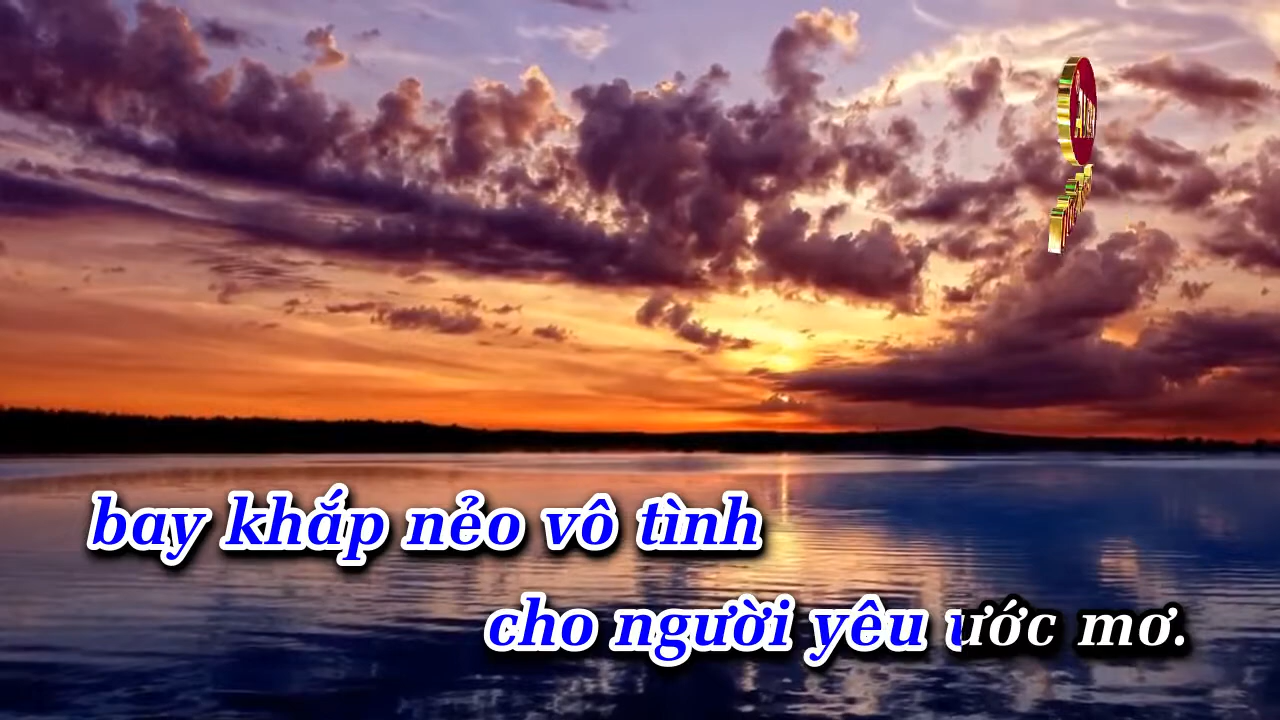 bay khắp nẻo vô tình
cho người yêu ước mơ.